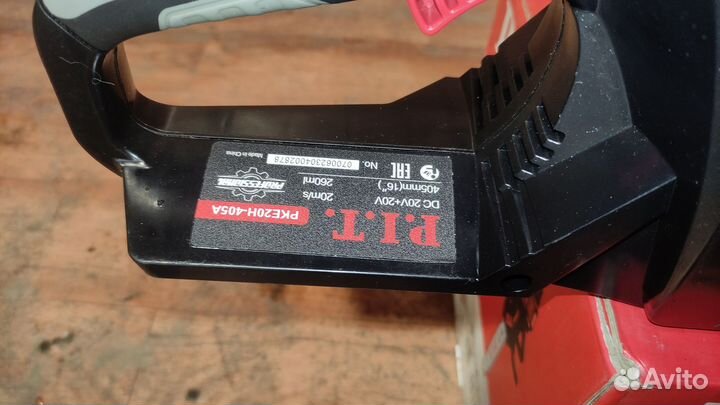 P.I.T.
PKE20H-405A
DC 20V+20V 20m/s
405mm(16") 260ml
PROFESSIONAL
EAC
No. 070062304002878
Made in China
Avito